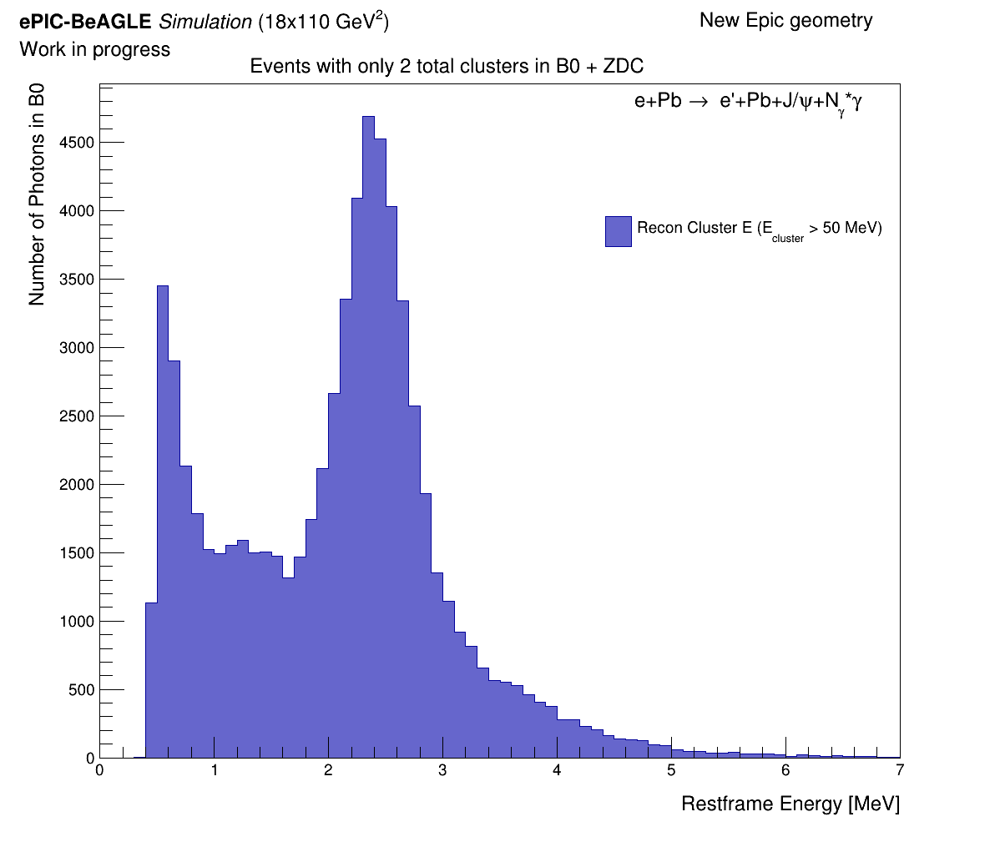 ePIC-BeAGLE Simulation (18x110 GeV²)
New Epic geometry
Work in progress
Events with only 2 total clusters in B0 + ZDC
e+Pb → e'+Pb+J/ψ+Nγ*γ
Recon Cluster E (Ecluster > 50 MeV)
Number of Photons in B0
4500
4000
3500
3000
2500
2000
1500
1000
500
0
0 1 2 3 4 5 6 7
Restframe Energy [MeV]